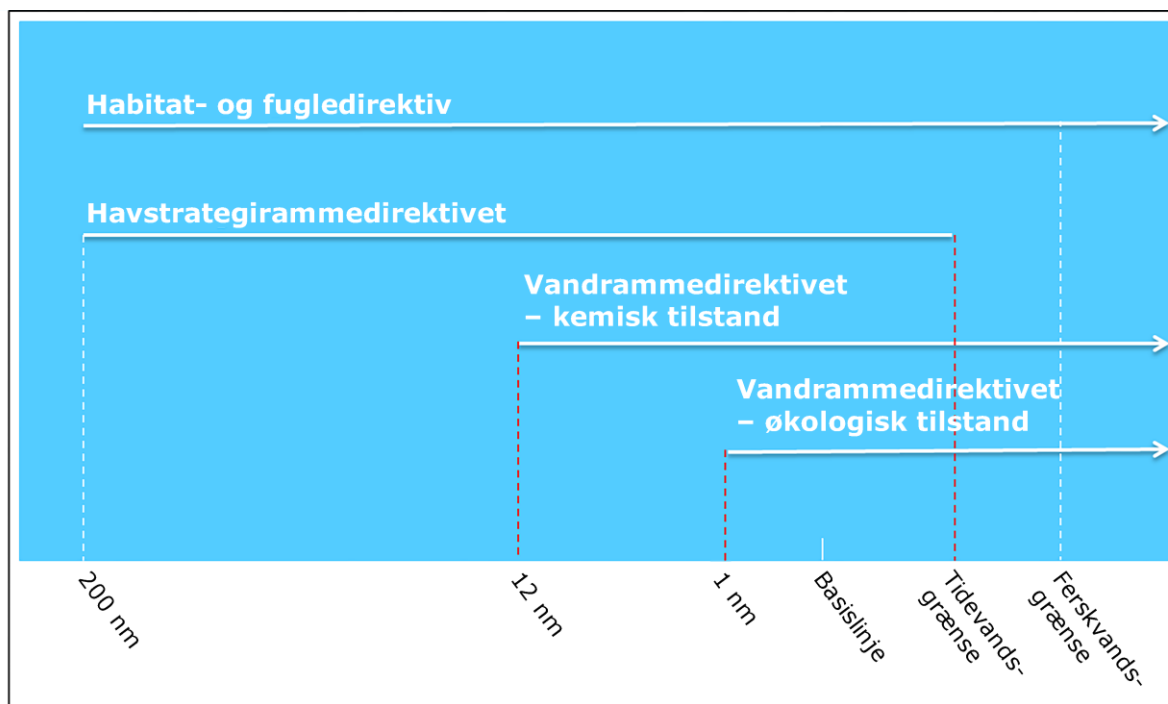 Habitat- og fugledirektiv
Havstrategirammedirektivet
Vandrammedirektivet
– kemisk tilstand
Vandrammedirektivet
– økologisk tilstand
200 nm
12 nm
1 nm
Basislinje
Tidevands-
grænse
Ferskvands-
grænse